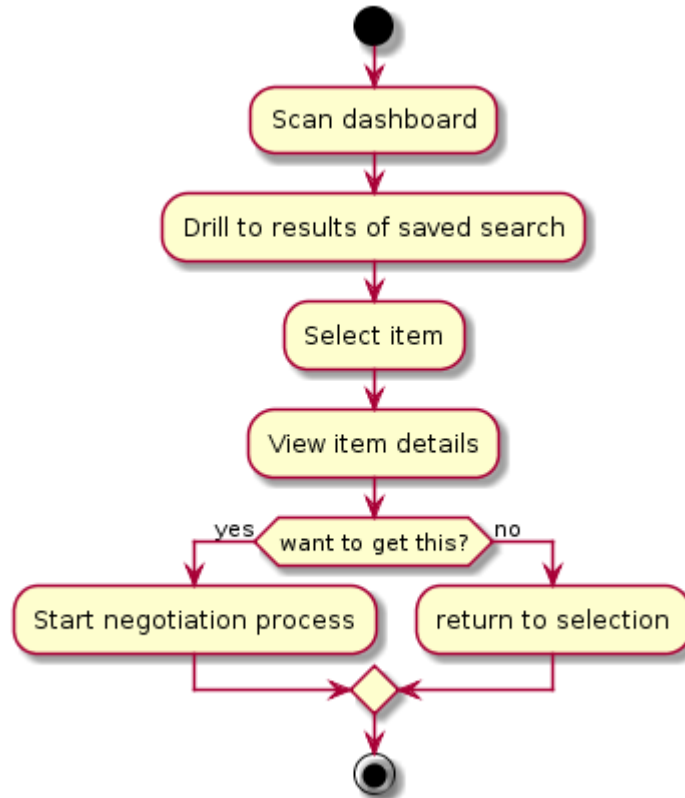 Scan dashboard
Drill to results of saved search
Select item
View item details
yes
want to get this?
no
Start negotiation process
return to selection